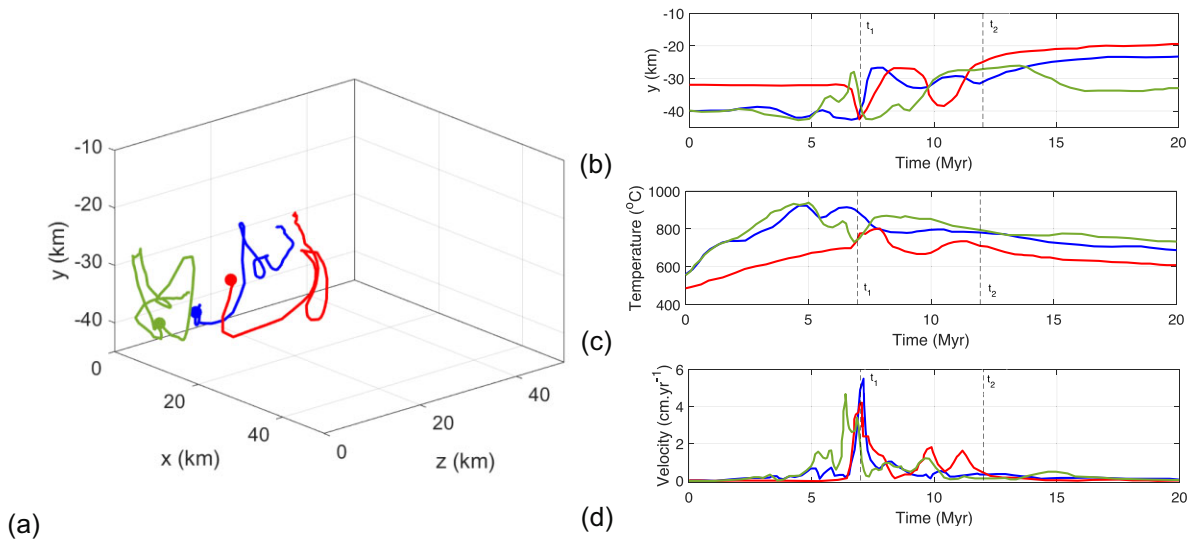 -10
-20
-30
-40
y (km)
0
20
40
x (km)
0
20
40
z (km)
(a)
-10
-20
-30
-40
y (km)
t1
t2
0
5
10
15
20
Time (Myr)
(b)
1000
800
600
400
Temperature (°C)
t1
t2
0
5
10
15
20
Time (Myr)
(c)
6
4
2
0
Velocity (cm.yr-1)
t1
t2
0
5
10
15
20
Time (Myr)
(d)